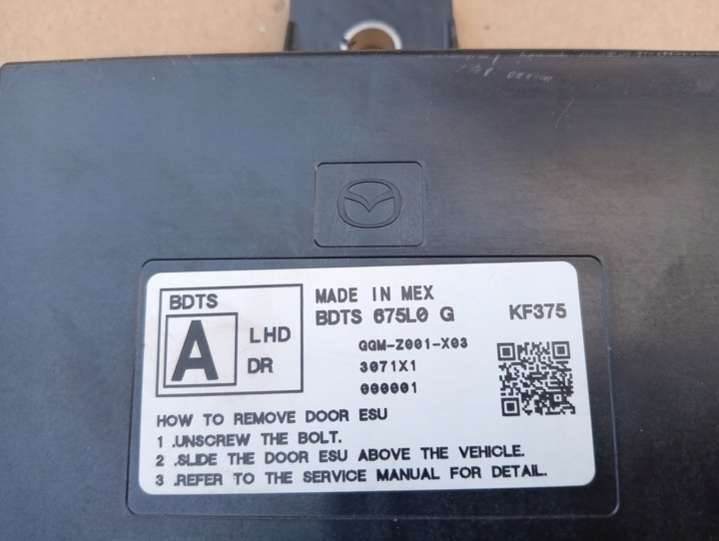 BDTS
A
LHD
DR
MADE IN MEX
BDTS 675L0 G
KF375
GQM-Z001-X03
3071X1
000001
HOW TO REMOVE DOOR ESU
1 .UNSCREW THE BOLT.
2 .SLIDE THE DOOR ESU ABOVE THE VEHICLE.
3 .REFER TO THE SERVICE MANUAL FOR DETAIL.